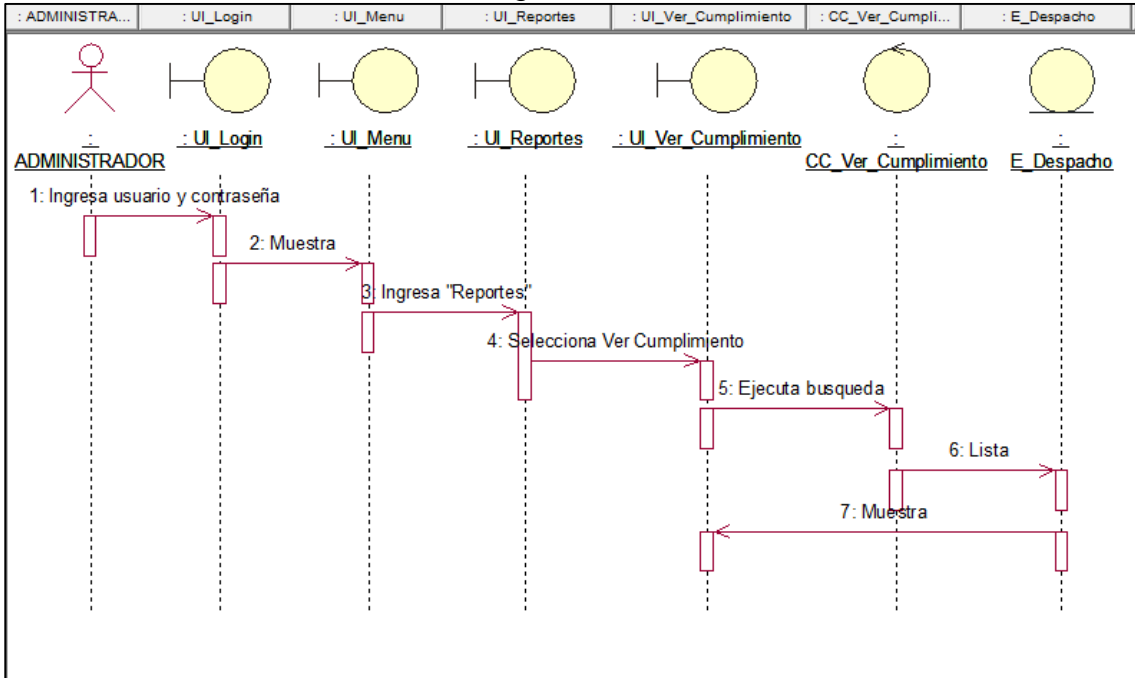 : ADMINISTRA...
: UI_Login
: UI_Menu
: UI_Reportes
: UI_Ver_Cumplimiento
: CC_Ver_Cumpli...
: E_Despacho
:
ADMINISTRADOR
: UI_Login
: UI_Menu
: UI_Reportes
: UI_Ver_Cumplimiento
:
CC_Ver_Cumplimiento
:
E_Despacho
1: Ingresa usuario y contraseña
2: Muestra
3: Ingresa "Reportes"
4: Selecciona Ver Cumplimiento
5: Ejecuta busqueda
6: Lista
7: Muestra